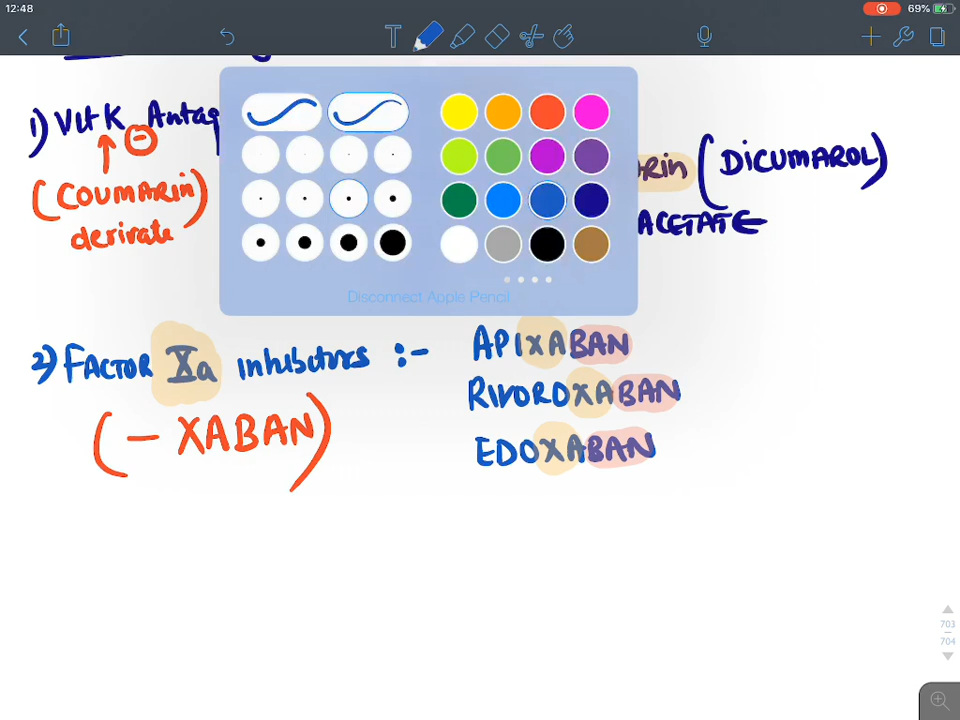 12:48
69%
T
1) Vit K Antag
arin (DICUMAROL)
(COUMARIN)
derivate
ACETATE
Disconnect Apple Pencil
2) FACTOR Xa inhibitors :-
APIXABAN
RIVOROXABAN
EDOXABAN
(- XABAN)
703
704